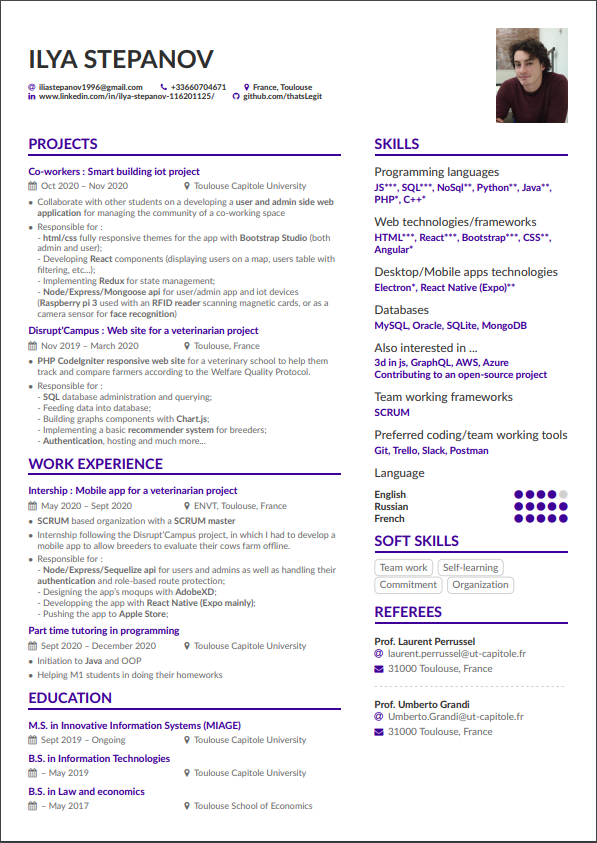 ILYA STEPANOV
iliastepanov1996@gmail.com +33660704671 France, Toulouse
www.linkedin.com/in/ilya-stepanov-116201125/ github.com/thatsLegit
PROJECTS
Co-workers : Smart building iot project
Oct 2020 – Nov 2020 Toulouse Capitole University
• Collaborate with other students on a developing a user and admin side web
application for managing the community of a co-working space
• Responsible for :
- html/css fully responsive themes for the app with Bootstrap Studio (both
admin and user);
- Developing React components (displaying users on a map, users table with
filtering, etc...);
- Implementing Redux for state management;
- Node/Express/Mongoose api for user/admin app and iot devices
(Raspberry pi 3 used with an RFID reader scanning magnetic cards, or as a
camera sensor for face recognition)
Disrupt'Campus : Web site for a veterinarian project
Nov 2019 – March 2020 Toulouse, France
• PHP CodeIgniter responsive web site for a veterinary school to help them
track and compare farmers according to the Welfare Quality Protocol.
• Responsible for :
- SQL database administration and querying;
- Feeding data into database;
- Building graphs components with Chart.js;
- Implementing a basic recommender system for breeders;
- Authentication, hosting and much more...
WORK EXPERIENCE
Intership : Mobile app for a veterinarian project
May 2020 – Sept 2020 ENVT, Toulouse, France
• SCRUM based organization with a SCRUM master
• Internship following the Disrupt'Campus project, in which I had to develop a
mobile app to allow breeders to evaluate their cows farm offline.
• Responsible for :
- Node/Express/Sequelize api for users and admins as well as handling their
authentication and role-based route protection;
- Designing the app's moqups with AdobeXD;
- Developping the app with React Native (Expo mainly);
- Pushing the app to Apple Store;
Part time tutoring in programming
Sept 2020 – December 2020 Toulouse Capitole University
• Initiation to Java and OOP
• Helping M1 students in doing their homeworks
EDUCATION
M.S. in Innovative Information Systems (MIAGE)
Sept 2019 – Ongoing Toulouse Capitole University
B.S. in Information Technologies
– May 2019 Toulouse Capitole University
B.S. in Law and economics
– May 2017 Toulouse School of Economics
SKILLS
Programming languages
JS***, SQL***, NoSql**, Python**, Java**,
PHP*, C++*
Web technologies/frameworks
HTML***, React***, Bootstrap***, CSS**,
Angular*
Desktop/Mobile apps technologies
Electron*, React Native (Expo)**
Databases
MySQL, Oracle, SQLite, MongoDB
Also interested in ...
3d in js, GraphQL, AWS, Azure
Contributing to an open-source project
Team working frameworks
SCRUM
Preferred coding/team working tools
Git, Trello, Slack, Postman
Language
English
Russian
French
SOFT SKILLS
Team work Self-learning
Commitment Organization
REFEREES
Prof. Laurent Perrussel
laurent.perrussel@ut-capitole.fr
31000 Toulouse, France
Prof. Umberto Grandi
Umberto.Grandi@ut-capitole.fr
31000 Toulouse, France